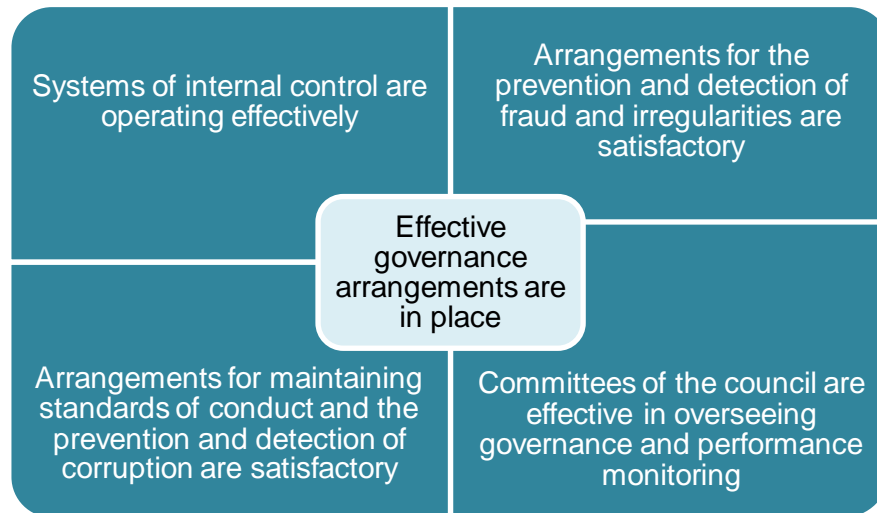 Systems of internal control are
operating effectively
Arrangements for the
prevention and detection of
fraud and irregularities are
satisfactory
Effective
governance
arrangements are
in place
Arrangements for maintaining
standards of conduct and the
prevention and detection of
corruption are satisfactory
Committees of the council are
effective in overseeing
governance and performance
monitoring